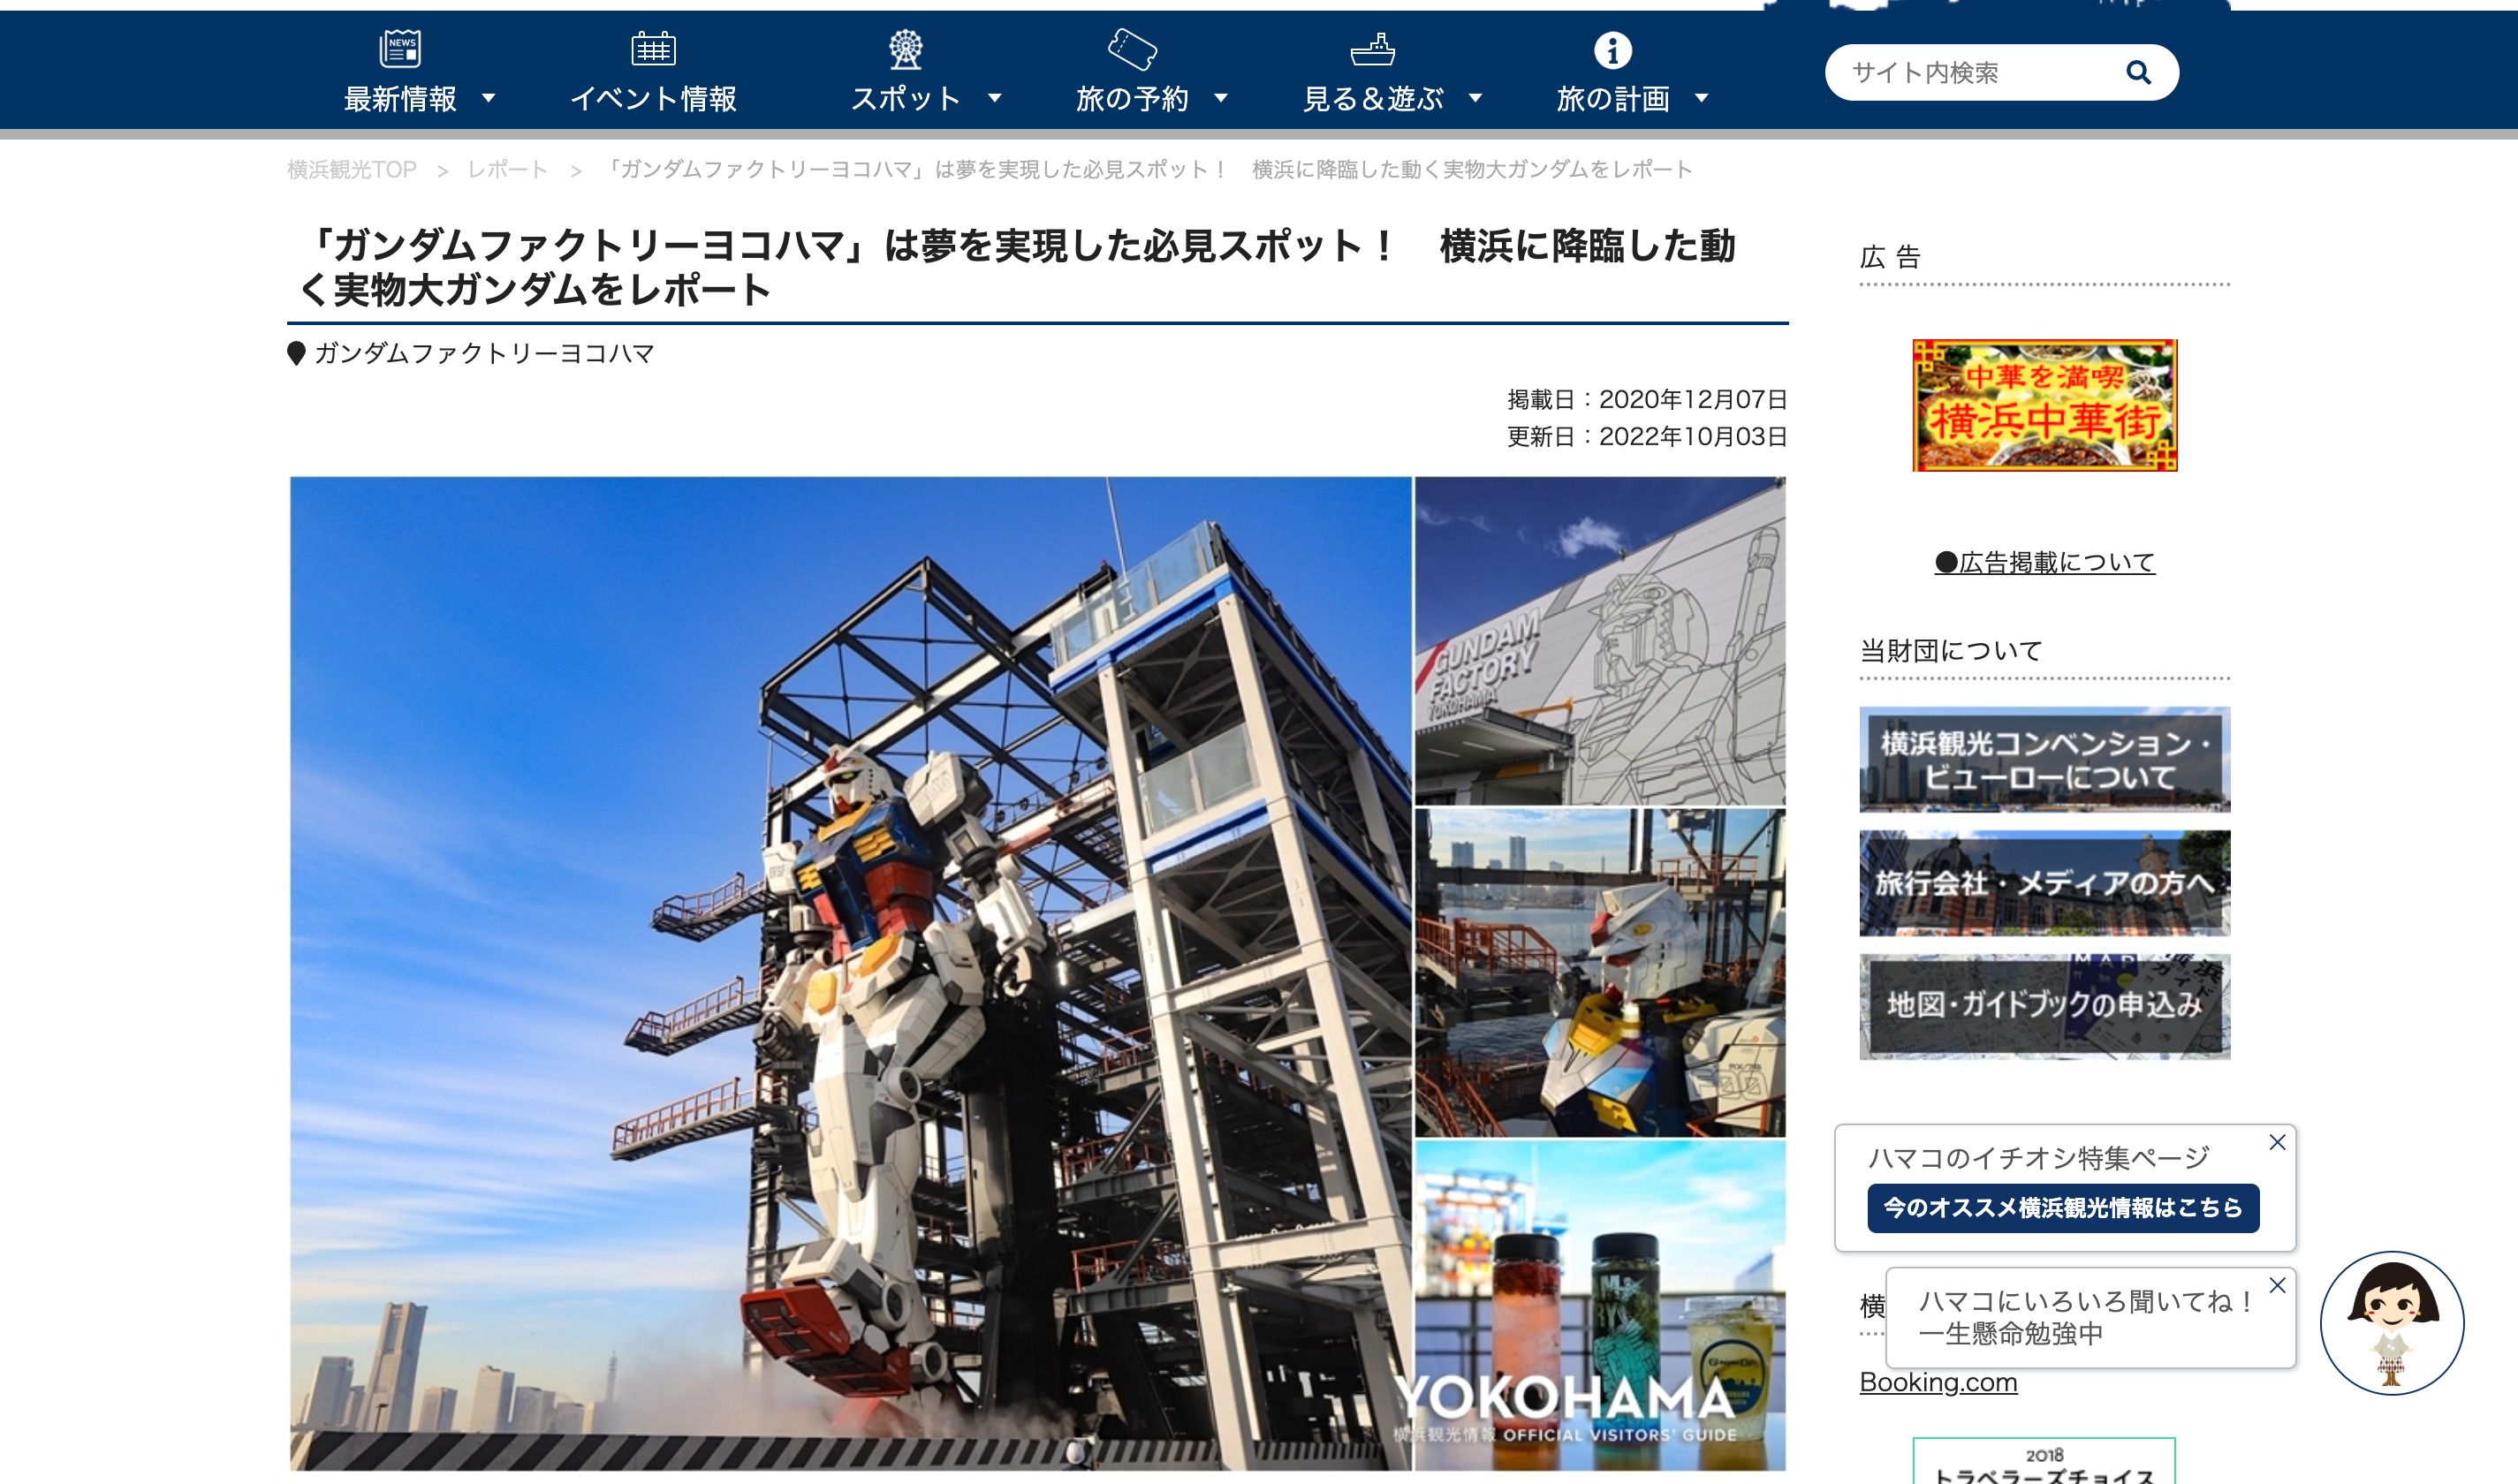 NEWS
最新情報
イベント情報
スポット
旅の予約
見る＆遊ぶ
旅の計画
サイト内検索
横浜観光TOP > レポート > 「ガンダムファクトリーヨコハマ」は夢を実現した必見スポット！　横浜に降臨した動く実物大ガンダムをレポート
「ガンダムファクトリーヨコハマ」は夢を実現した必見スポット！　横浜に降臨した動
く実物大ガンダムをレポート
ガンダムファクトリーヨコハマ
掲載日：2020年12月07日
更新日：2022年10月03日
GUNDAM
FACTORY
YOKOHAMA
YOKOHAMA
横浜観光情報 OFFICIAL VISITORS' GUIDE
広 告
中華を満喫
横浜中華街
●広告掲載について
当財団について
横浜観光コンベンション・
ビューローについて
旅行会社・メディアの方へ
地図・ガイドブックの申込み
ハマコのイチオシ特集ページ
今のオススメ横浜観光情報はこちら
横
ハマコにいろいろ聞いてね！
一生懸命勉強中
Booking.com
2018
トラベラーズチョイス